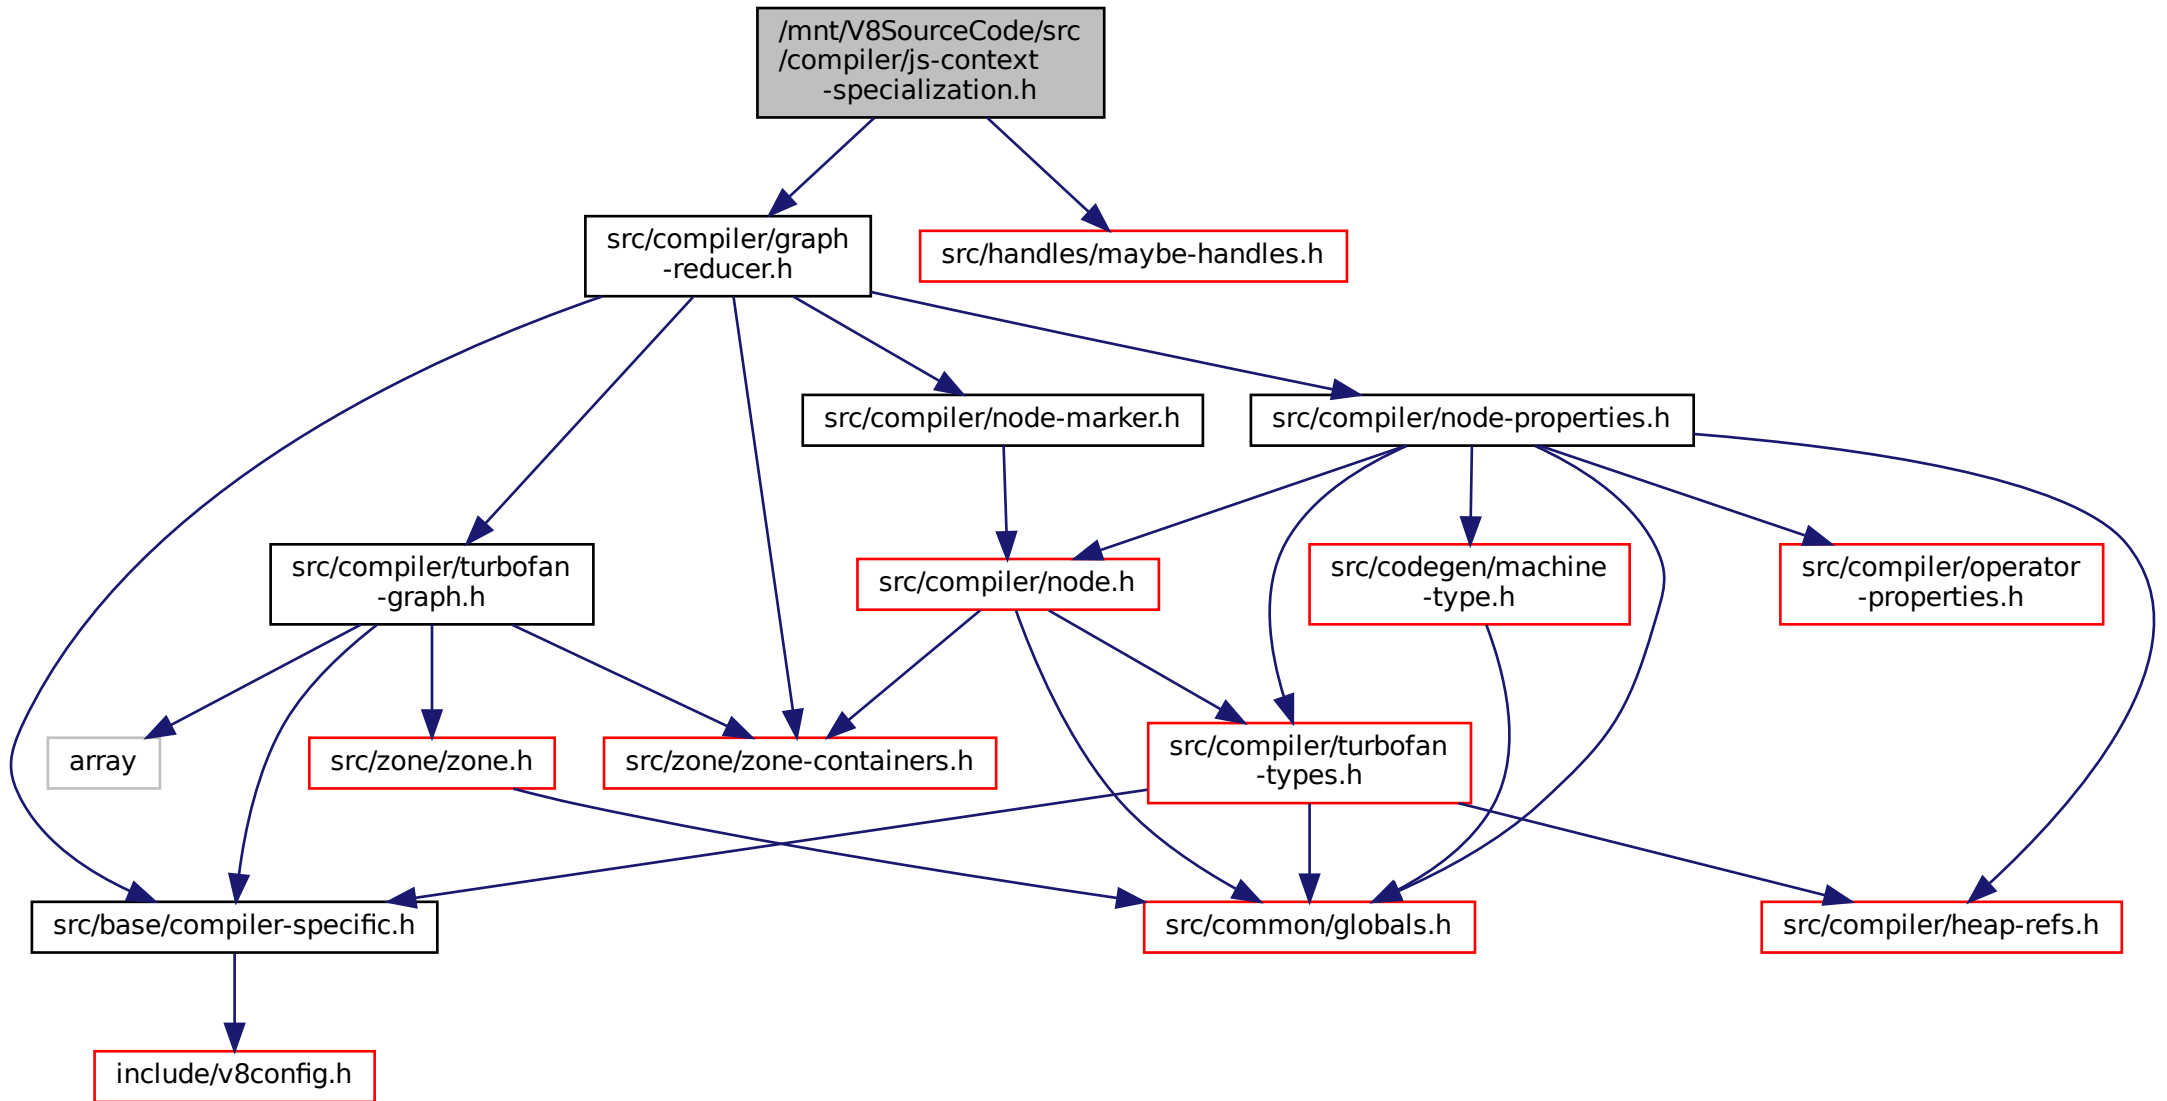 /mnt/V8SourceCode/src
/compiler/js-context
-specialization.h
src/compiler/graph
-reducer.h
src/handles/maybe-handles.h
src/compiler/node-marker.h
src/compiler/node-properties.h
src/compiler/turbofan
-graph.h
src/compiler/node.h
src/codegen/machine
-type.h
src/compiler/operator
-properties.h
array
src/zone/zone.h
src/zone/zone-containers.h
src/compiler/turbofan
-types.h
src/base/compiler-specific.h
src/common/globals.h
src/compiler/heap-refs.h
include/v8config.h